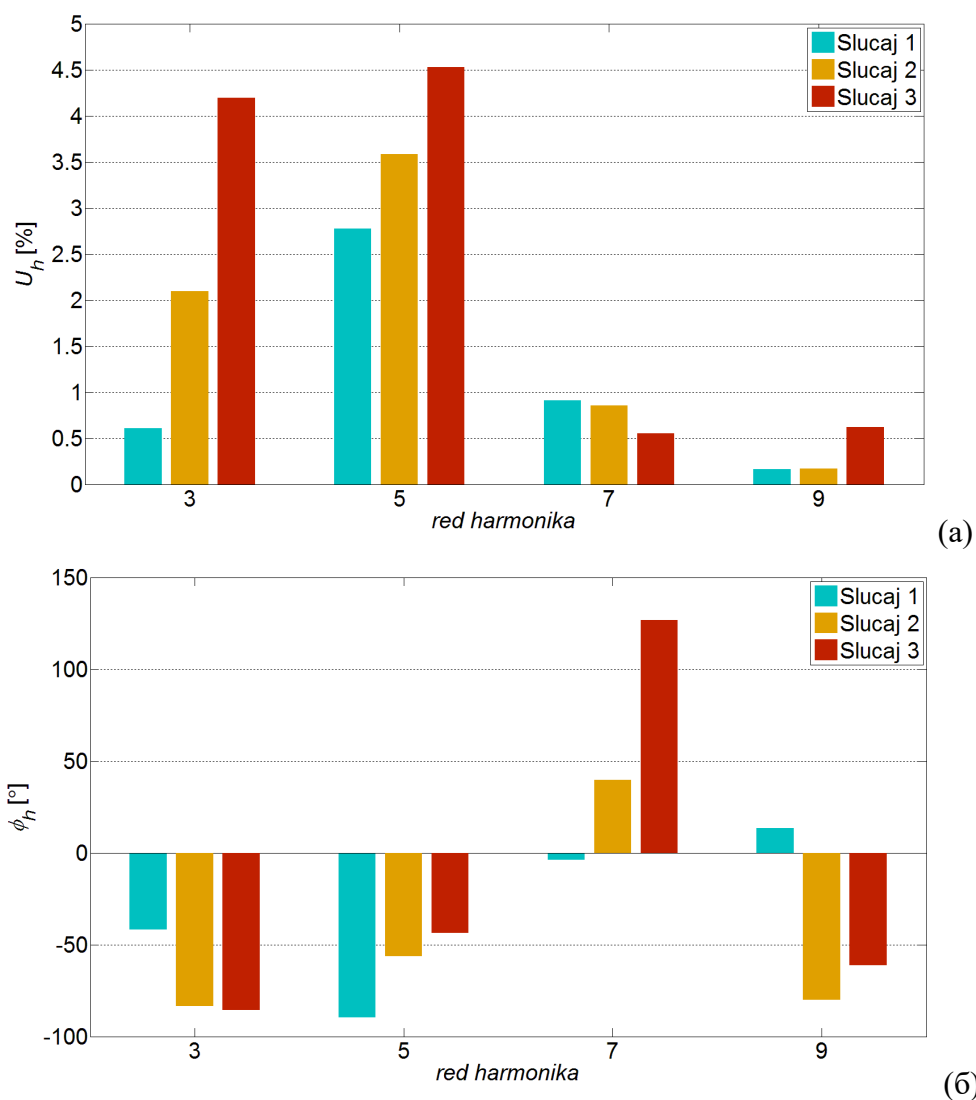 5
4.5
4
3.5
3
2.5
2
1.5
1
0.5
0
U_h [%]
Slucaj 1
Slucaj 2
Slucaj 3
3 5 7 9
red harmonika
(а)
150
100
50
0
-50
-100
ϕ_h [°]
Slucaj 1
Slucaj 2
Slucaj 3
3 5 7 9
red harmonika
(б)